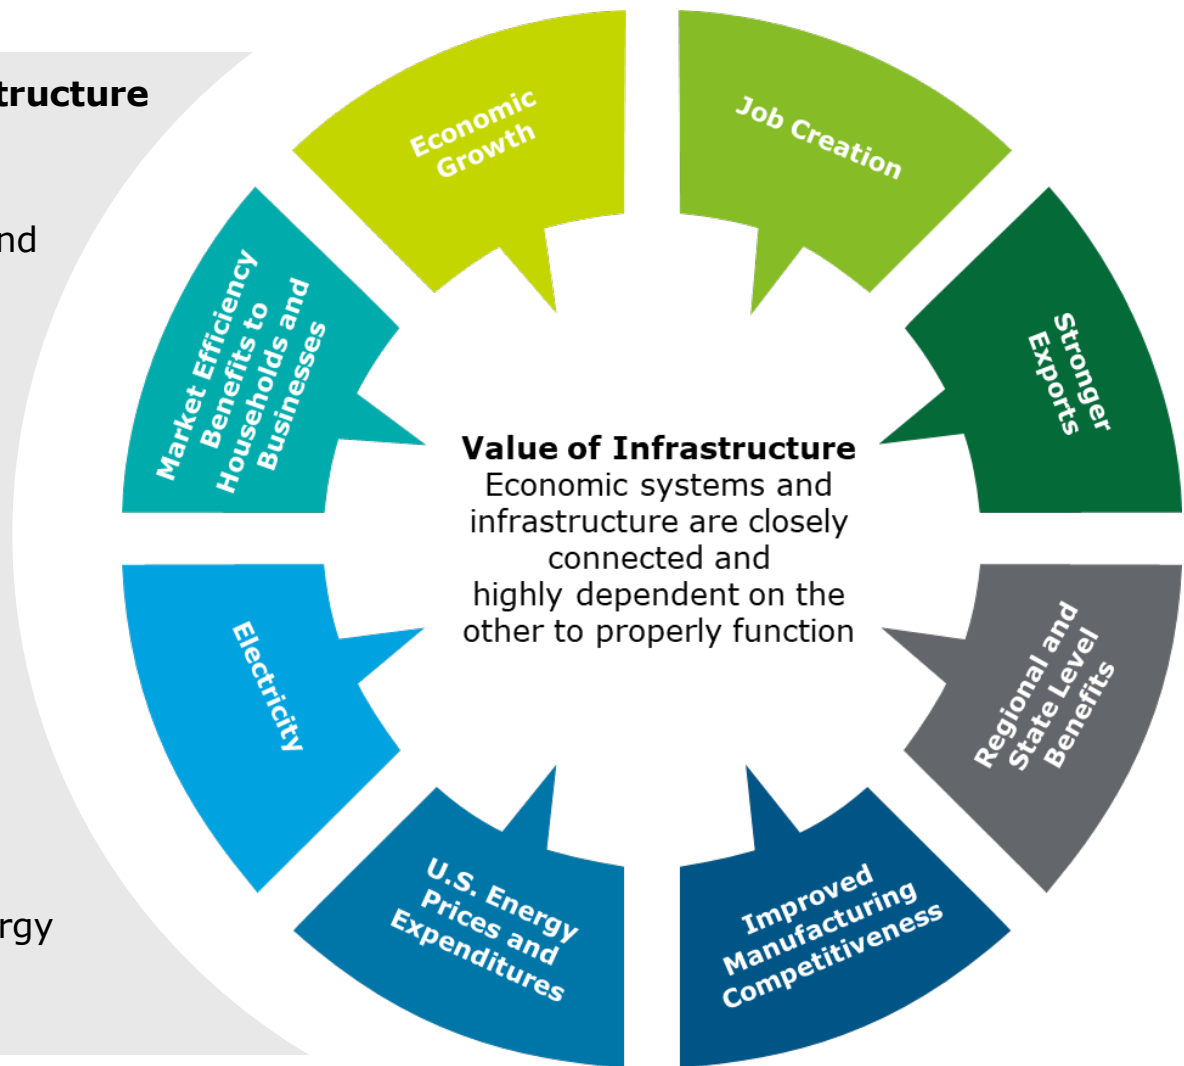 tructure
nd
rgy
Economic
Growth
Job Creation
Stronger
Exports
Regional and
State Level
Benefits
Improved
Manufacturing
Competitiveness
U.S. Energy
Prices and
Expenditures
Electricity
Market Efficiency
Benefits to
Households and
Businesses
Value of Infrastructure
Economic systems and
infrastructure are closely
connected and
highly dependent on the
other to properly function